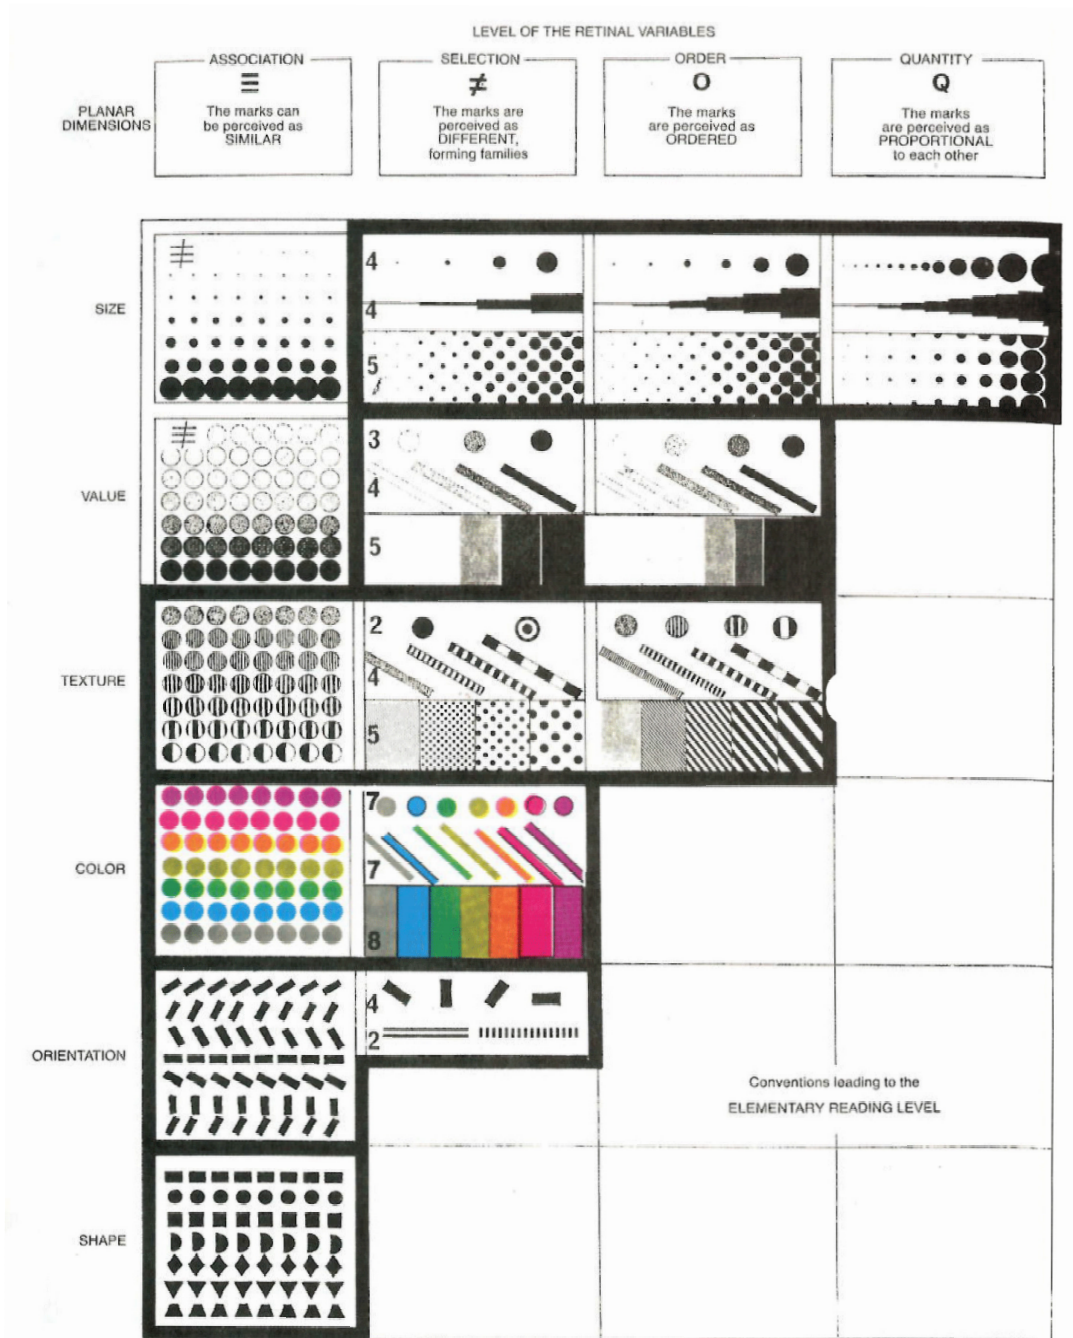 LEVEL OF THE RETINAL VARIABLES
PLANAR
DIMENSIONS
ASSOCIATION
≡
The marks can
be perceived as
SIMILAR
SELECTION
≠
The marks are
perceived as
DIFFERENT,
forming families
ORDER
O
The marks
are perceived as
ORDERED
QUANTITY
Q
The marks
are perceived as
PROPORTIONAL
to each other
SIZE
≢
4
4
5
VALUE
≢
3
4
5
TEXTURE
2
4
5
COLOR
7
7
8
ORIENTATION
4
2
Conventions leading to the
ELEMENTARY READING LEVEL
SHAPE